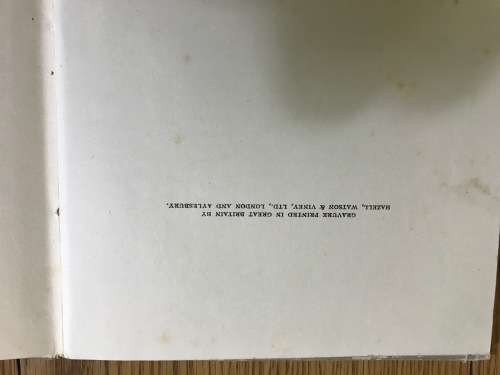 GRAVURE PRINTED IN GREAT BRITAIN BY
HAZELL, WATSON & VINEY, LTD., LONDON AND AYLESBURY.